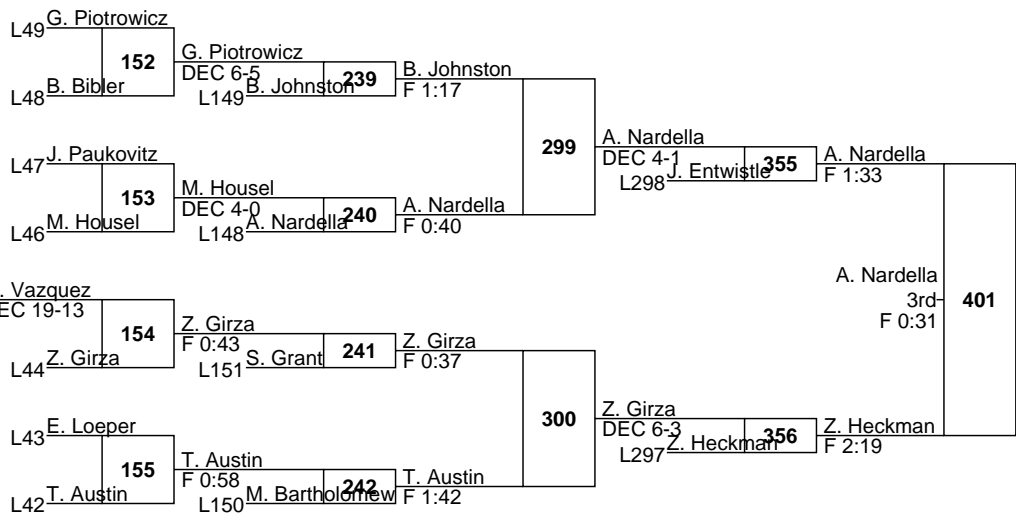 L49 G. Piotrowicz
152
G. Piotrowicz
DEC 6-5
L48 B. Bibler
L149 B. Johnston
239
B. Johnston
F 1:17
299
A. Nardella
DEC 4-1
L47 J. Paukovitz
153
M. Housel
DEC 4-0
L46 M. Housel
L148 A. Nardella
240
A. Nardella
F 0:40
L298 J. Entwistle
355
A. Nardella
F 1:33
. Vazquez
EC 19-13
154
Z. Girza
F 0:43
L44 Z. Girza
L151 S. Grant
241
Z. Girza
F 0:37
A. Nardella
3rd
F 0:31
401
L43 E. Loeper
155
T. Austin
F 0:58
L42 T. Austin
L150 M. Bartholomew
242
T. Austin
F 1:42
300
Z. Girza
DEC 6-3
L297 Z. Heckman
356
Z. Heckman
F 2:19